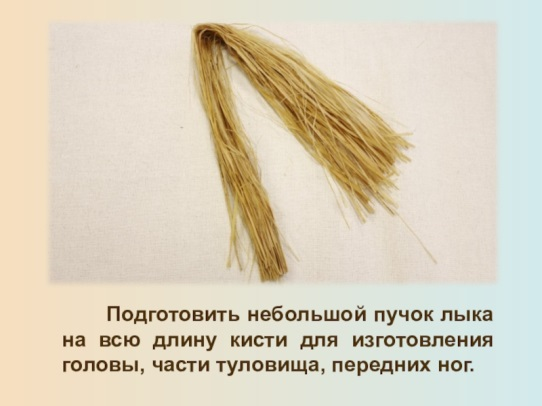 Подготовить небольшой пучок лыка
на всю длину кисти для изготовления
головы, части туловища, передних ног.